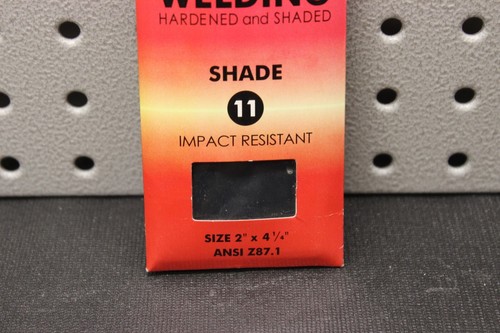 WELDING
HARDENED and SHADED
SHADE
11
IMPACT RESISTANT
SIZE 2" x 4 ¼"
ANSI Z87.1